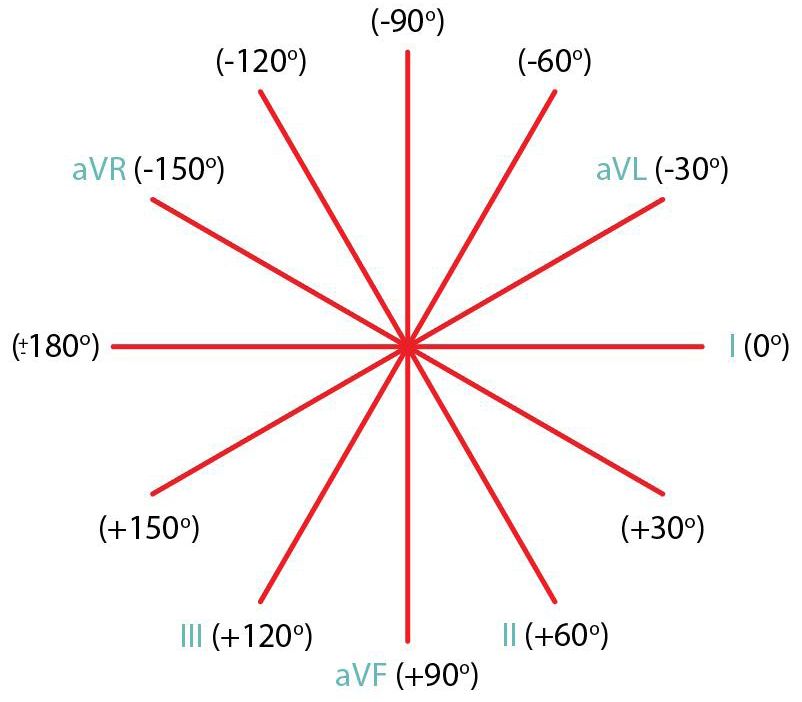 (-90º)
(-120º)
(-60º)
aVR (-150º)
aVL (-30º)
(±180º)
I (0º)
(+150º)
(+30º)
III (+120º)
II (+60º)
aVF (+90º)